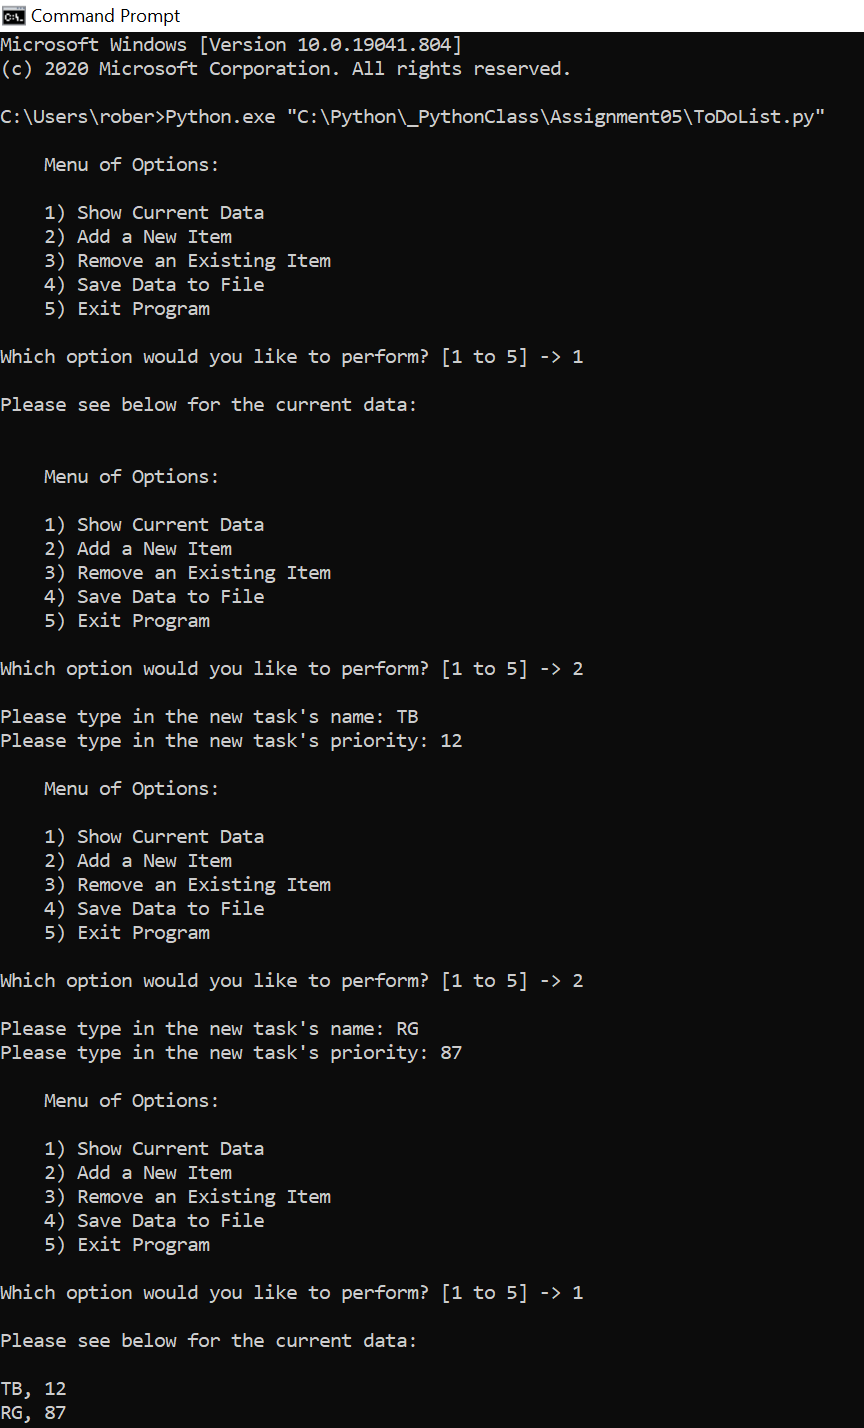 Command Prompt
Microsoft Windows [Version 10.0.19041.804]
(c) 2020 Microsoft Corporation. All rights reserved.
C:\Users\rober>Python.exe "C:\Python\_PythonClass\Assignment05\ToDoList.py"
Menu of Options:
1) Show Current Data
2) Add a New Item
3) Remove an Existing Item
4) Save Data to File
5) Exit Program
Which option would you like to perform? [1 to 5] -> 1
Please see below for the current data:
Menu of Options:
1) Show Current Data
2) Add a New Item
3) Remove an Existing Item
4) Save Data to File
5) Exit Program
Which option would you like to perform? [1 to 5] -> 2
Please type in the new task's name: TB
Please type in the new task's priority: 12
Menu of Options:
1) Show Current Data
2) Add a New Item
3) Remove an Existing Item
4) Save Data to File
5) Exit Program
Which option would you like to perform? [1 to 5] -> 2
Please type in the new task's name: RG
Please type in the new task's priority: 87
Menu of Options:
1) Show Current Data
2) Add a New Item
3) Remove an Existing Item
4) Save Data to File
5) Exit Program
Which option would you like to perform? [1 to 5] -> 1
Please see below for the current data:
TB, 12
RG, 87